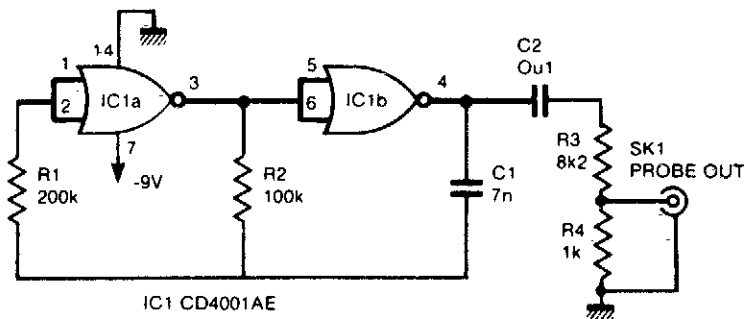 14
1
2
IC1a
3
7
-9V
R1
200k
R2
100k
5
6
IC1b
4
C1
7n
C2
0u1
R3
8k2
SK1
PROBE OUT
R4
1k
IC1 CD4001AE